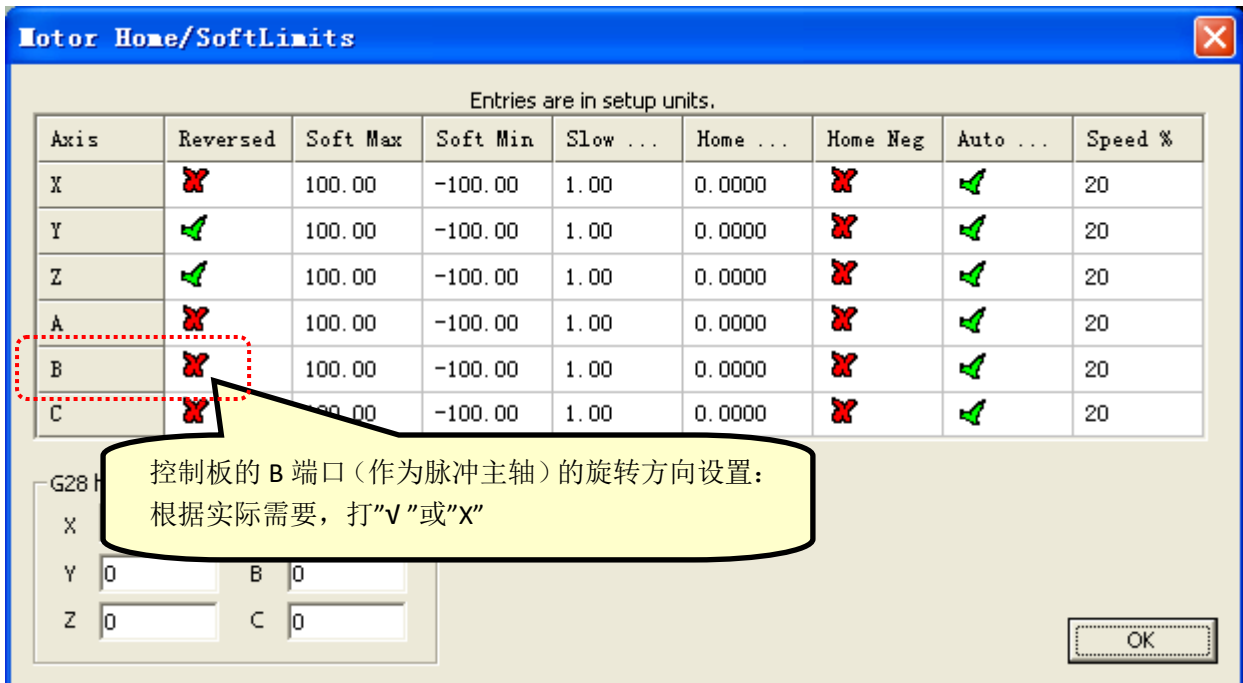 Motor Home/SoftLimits
Entries are in setup units.
Axis Reversed Soft Max Soft Min Slow ... Home ... Home Neg Auto ... Speed %
X 100.00 -100.00 1.00 0.0000 20
Y 100.00 -100.00 1.00 0.0000 20
Z 100.00 -100.00 1.00 0.0000 20
A 100.00 -100.00 1.00 0.0000 20
B 100.00 -100.00 1.00 0.0000 20
C -100.00 1.00 0.0000 20
控制板的 B 端口（作为脉冲主轴）的旋转方向设置：
根据实际需要，打”√ ”或”X”
G28
X
Y 0 B 0
Z 0 C 0
OK